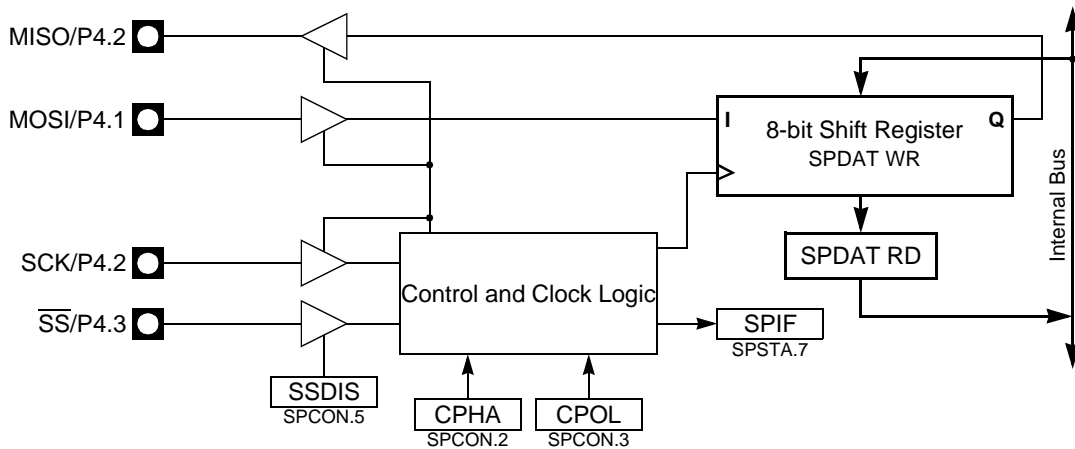 MISO/P4.2
MOSI/P4.1
I
8-bit Shift Register
Q
SPDAT WR
Internal Bus
SCK/P4.2
SPDAT RD
Control and Clock Logic
SS/P4.3
SPIF
SPSTA.7
SSDIS
SPCON.5
CPHA
SPCON.2
CPOL
SPCON.3